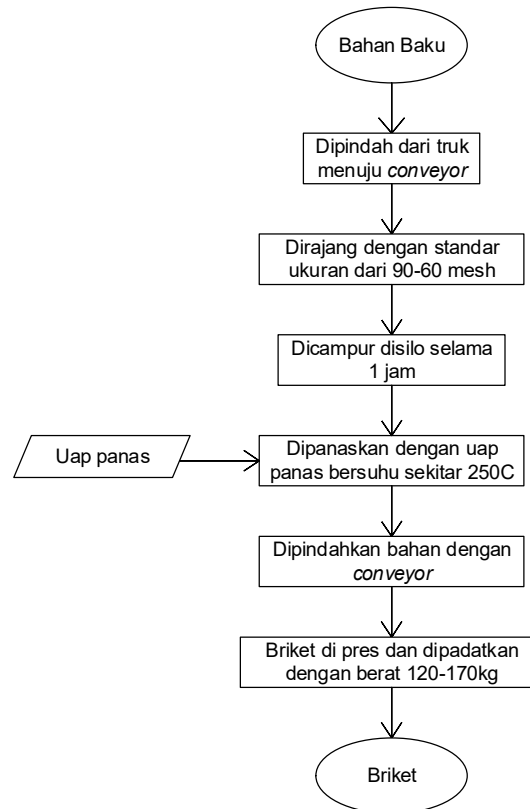 Bahan Baku
Dipindah dari truk
menuju conveyor
Dirajang dengan standar
ukuran dari 90-60 mesh
Dicampur disilo selama
1 jam
Uap panas
Dipanaskan dengan uap
panas bersuhu sekitar 250C
Dipindahkan bahan dengan
conveyor
Briket di pres dan dipadatkan
dengan berat 120-170kg
Briket